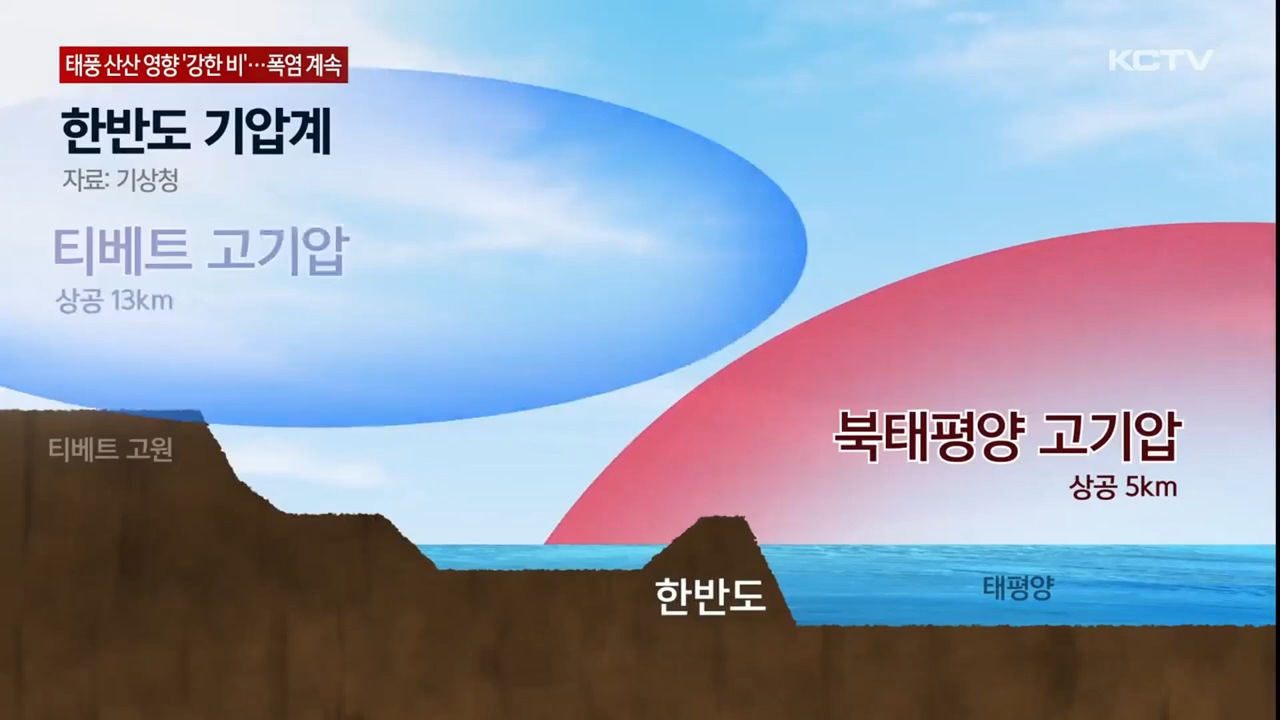 태풍 산산 영향 '강한 비'…폭염 계속
KCTV
한반도 기압계
자료: 기상청
티베트 고기압
상공 13km
북태평양 고기압
상공 5km
티베트 고원
한반도
태평양